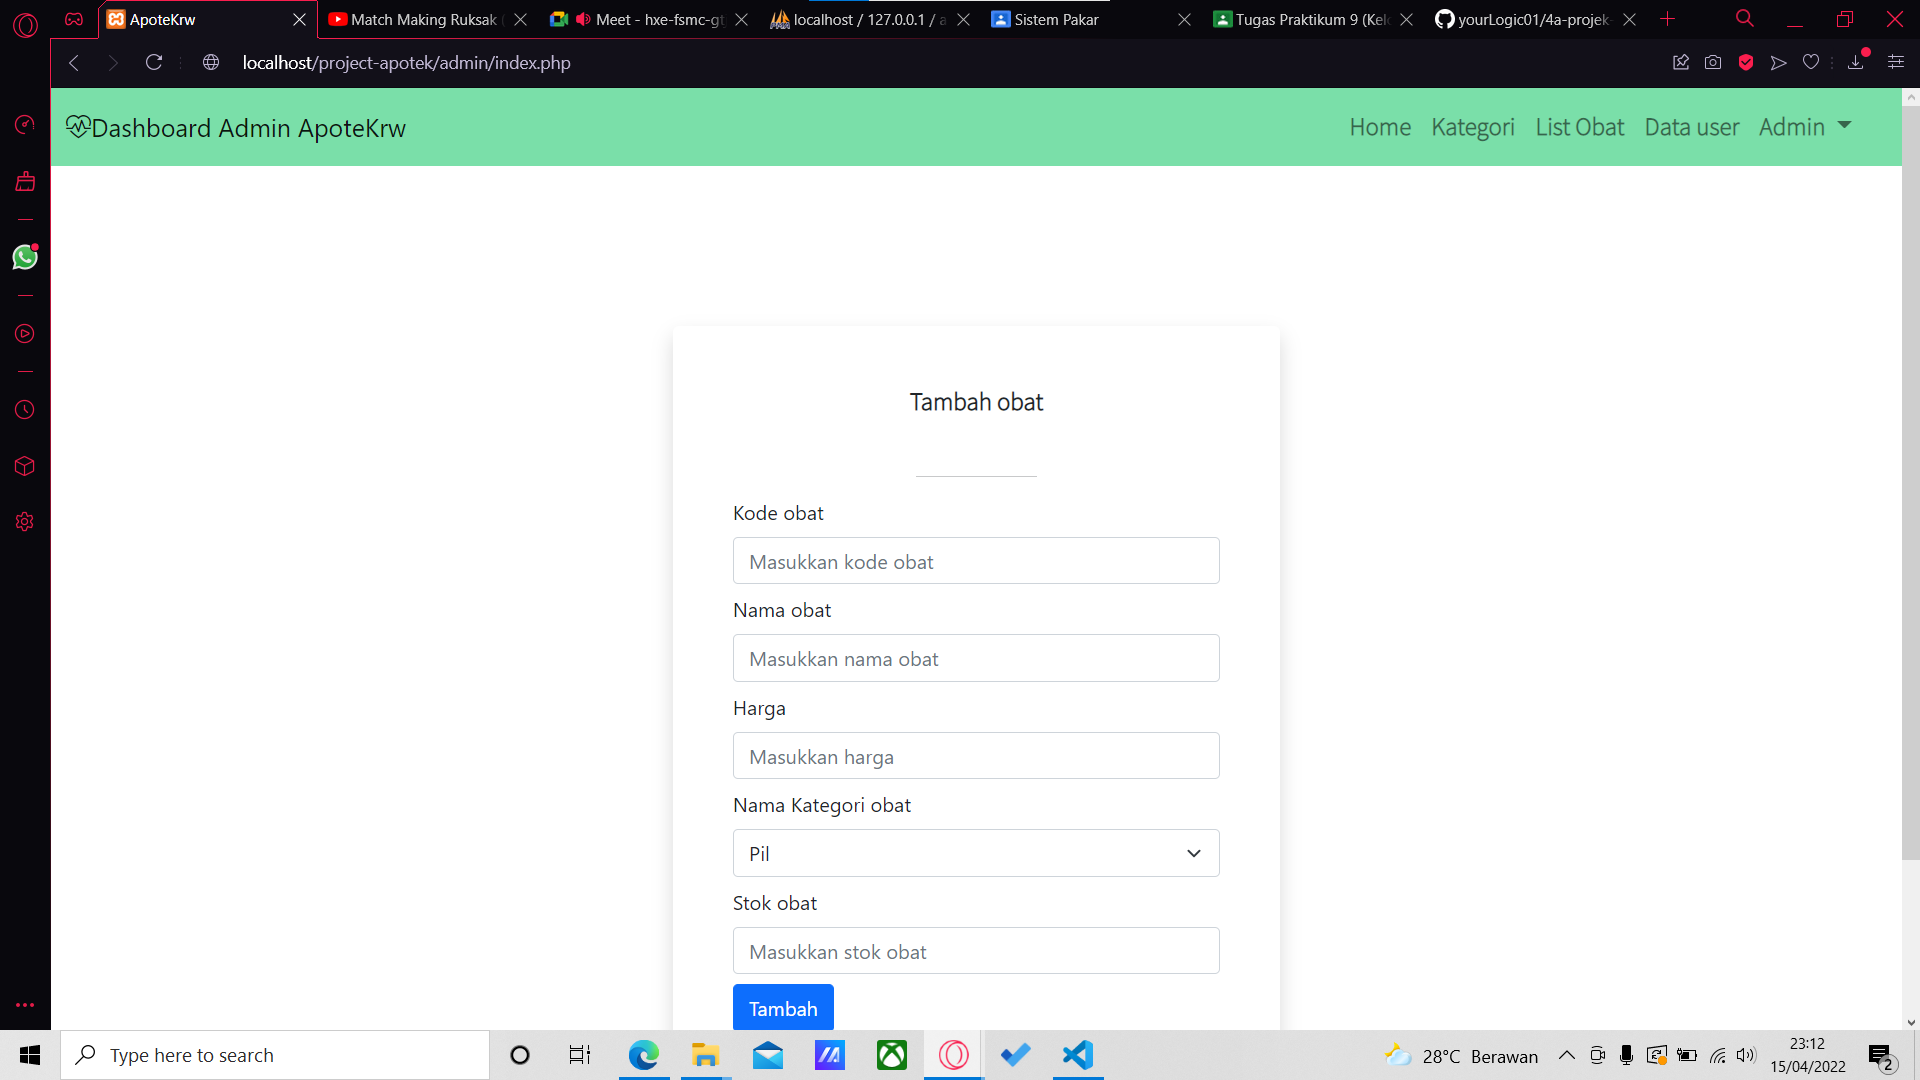 ApoteKrw
Match Making Ruksak
Meet - hxe-fsmc-gt
localhost / 127.0.0.1 / a
Sistem Pakar
Tugas Praktikum 9 (Kel
yourLogic01/4a-projek-
localhost/project-apotek/admin/index.php
Dashboard Admin ApoteKrw
Home
Kategori
List Obat
Data user
Admin
Tambah obat
Kode obat
Masukkan kode obat
Nama obat
Masukkan nama obat
Harga
Masukkan harga
Nama Kategori obat
Pil
Stok obat
Masukkan stok obat
Tambah
Type here to search
28°C Berawan
23:12
15/04/2022
2